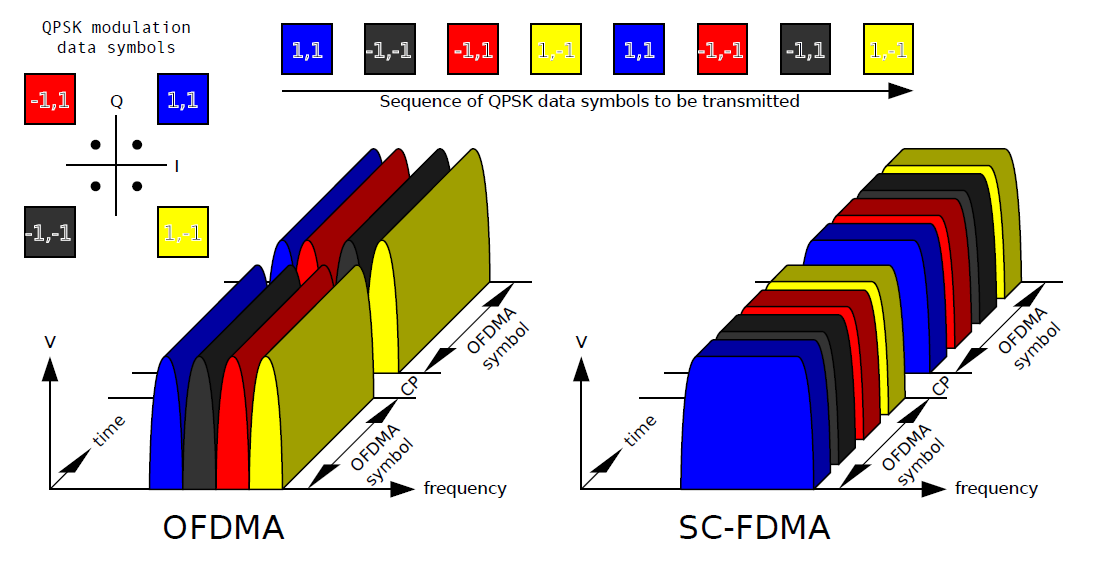 QPSK modulation
data symbols
-1,1
1,1
Q
I
-1,-1
1,-1
1,1
-1,-1
-1,1
1,-1
1,1
-1,-1
-1,1
1,-1
Sequence of QPSK data symbols to be transmitted
V
time
OFDMA
symbol
CP
OFDMA
symbol
frequency
OFDMA
V
time
OFDMA
symbol
CP
OFDMA
symbol
frequency
SC-FDMA